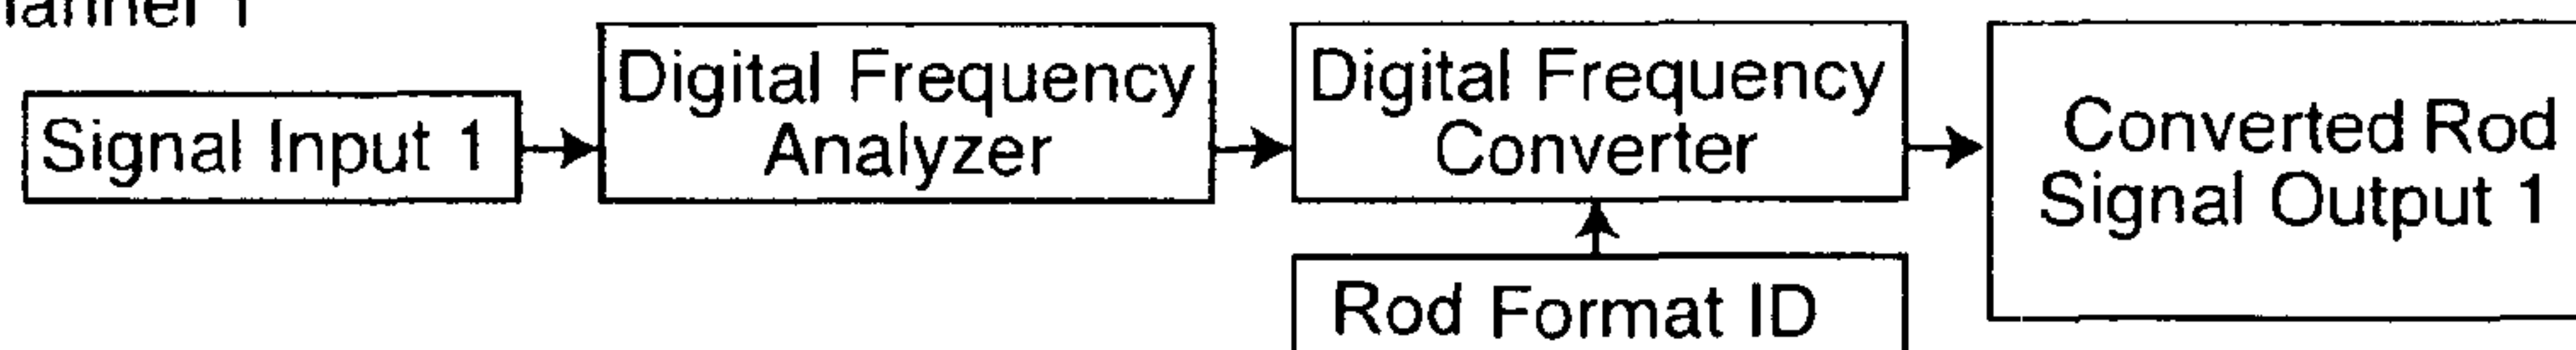 Signal Input 1
Digital Frequency
Analyzer
Digital Frequency
Converter
Converted Rod
Signal Output 1
Rod Format ID